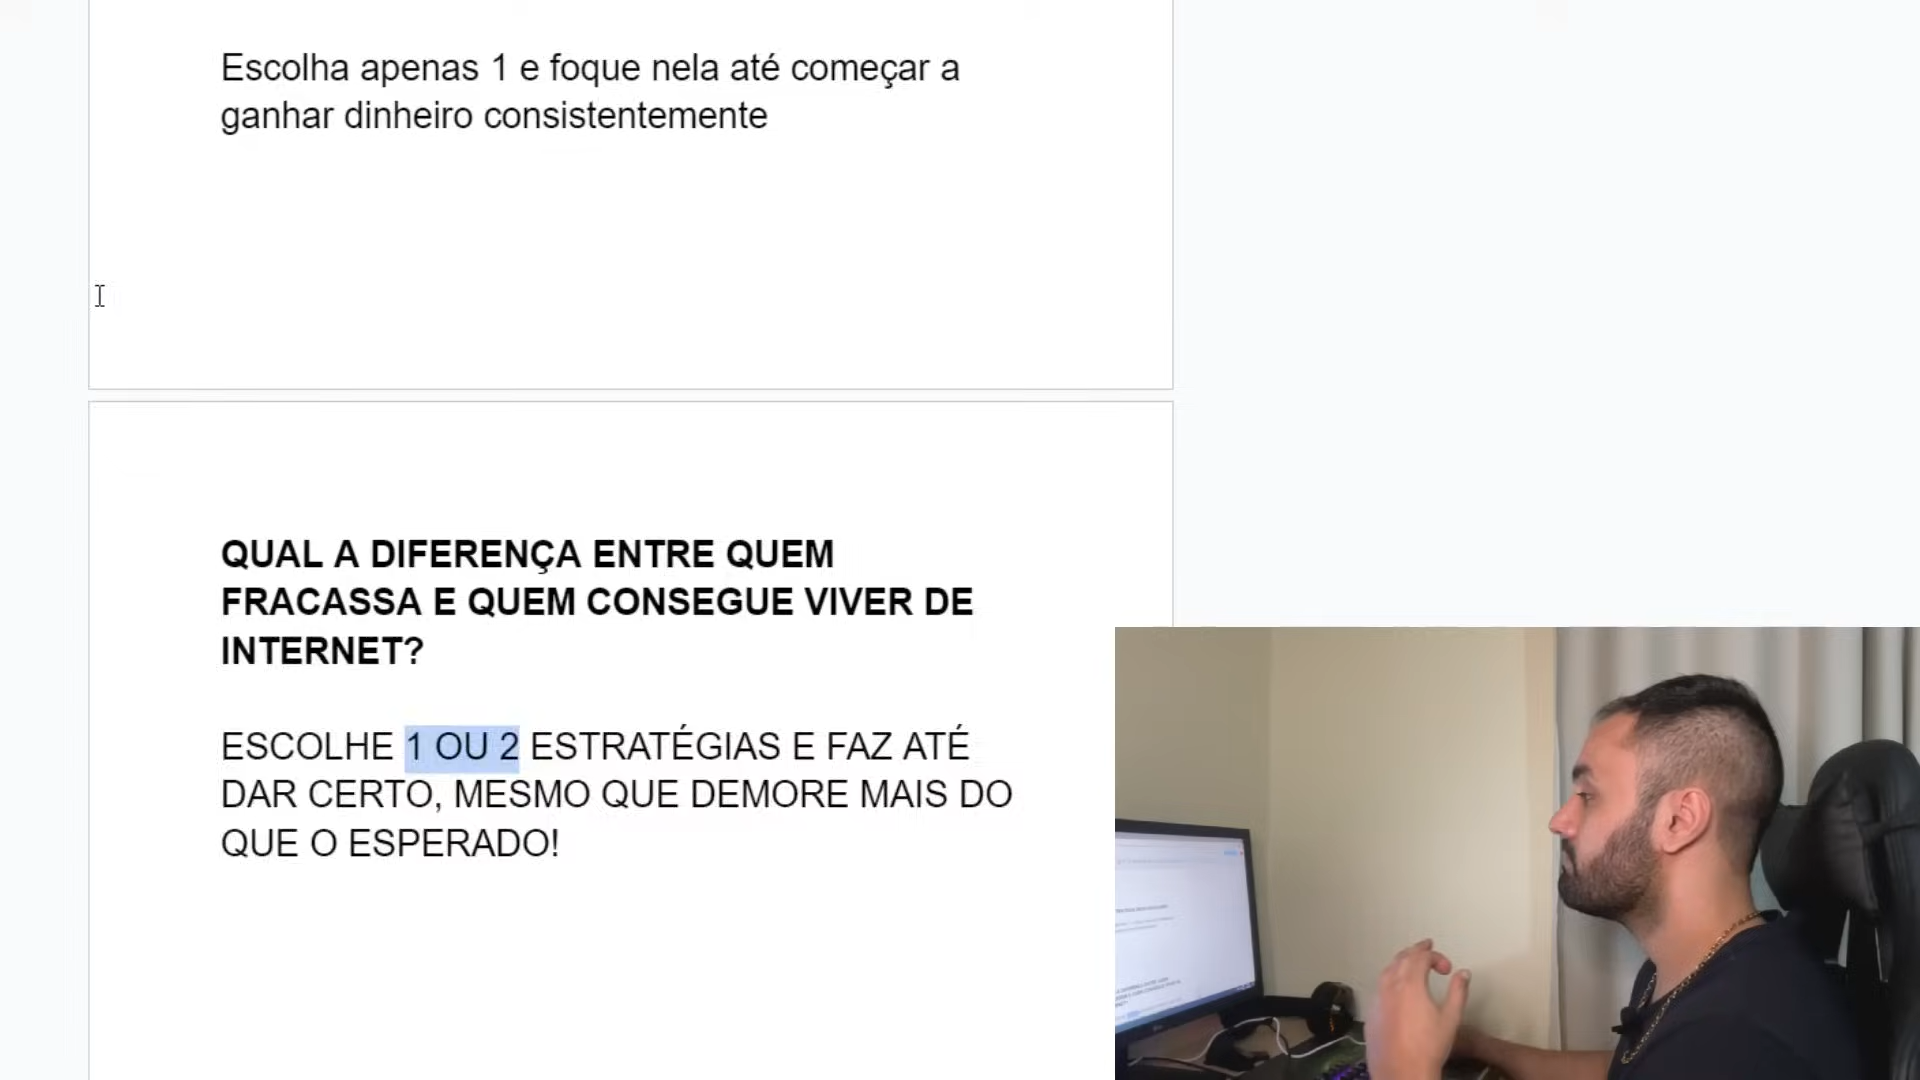 Escolha apenas 1 e foque nela até começar a
ganhar dinheiro consistentemente
QUAL A DIFERENÇA ENTRE QUEM
FRACASSA E QUEM CONSEGUE VIVER DE
INTERNET?
ESCOLHE 1 OU 2 ESTRATÉGIAS E FAZ ATÉ
DAR CERTO, MESMO QUE DEMORE MAIS DO
QUE O ESPERADO!